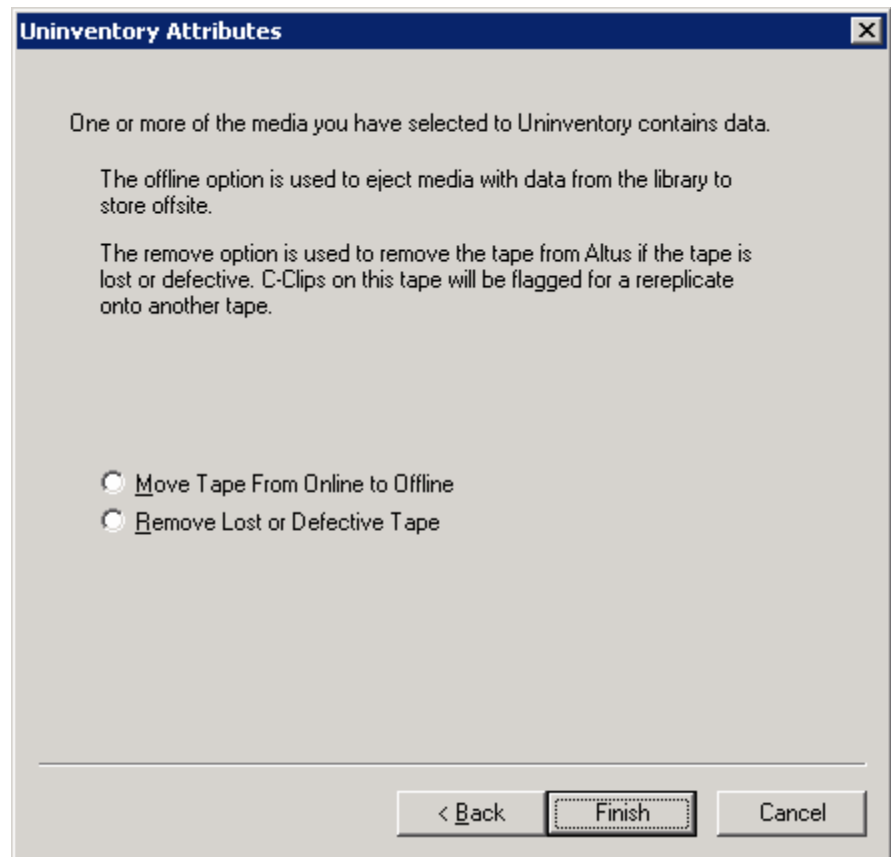 Uninventory Attributes
One or more of the media you have selected to Uninventory contains data.
The offline option is used to eject media with data from the library to
store offsite.
The remove option is used to remove the tape from Altus if the tape is
lost or defective. C-Clips on this tape will be flagged for a rereplicate
onto another tape.
Move Tape From Online to Offline
Remove Lost or Defective Tape
< Back Finish Cancel